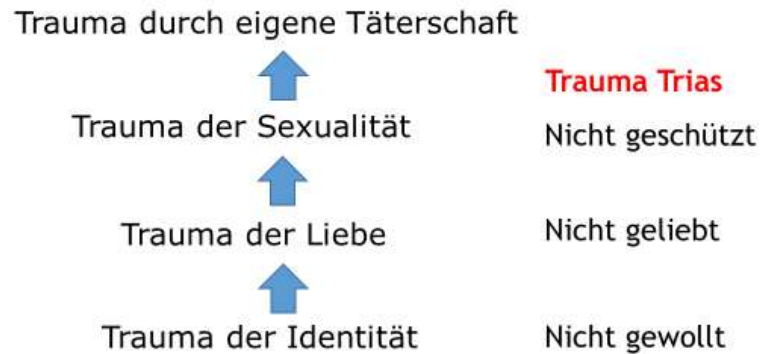 Trauma durch eigene Täterschaft
Trauma Trias
Trauma der Sexualität
Nicht geschützt
Trauma der Liebe
Nicht geliebt
Trauma der Identität
Nicht gewollt